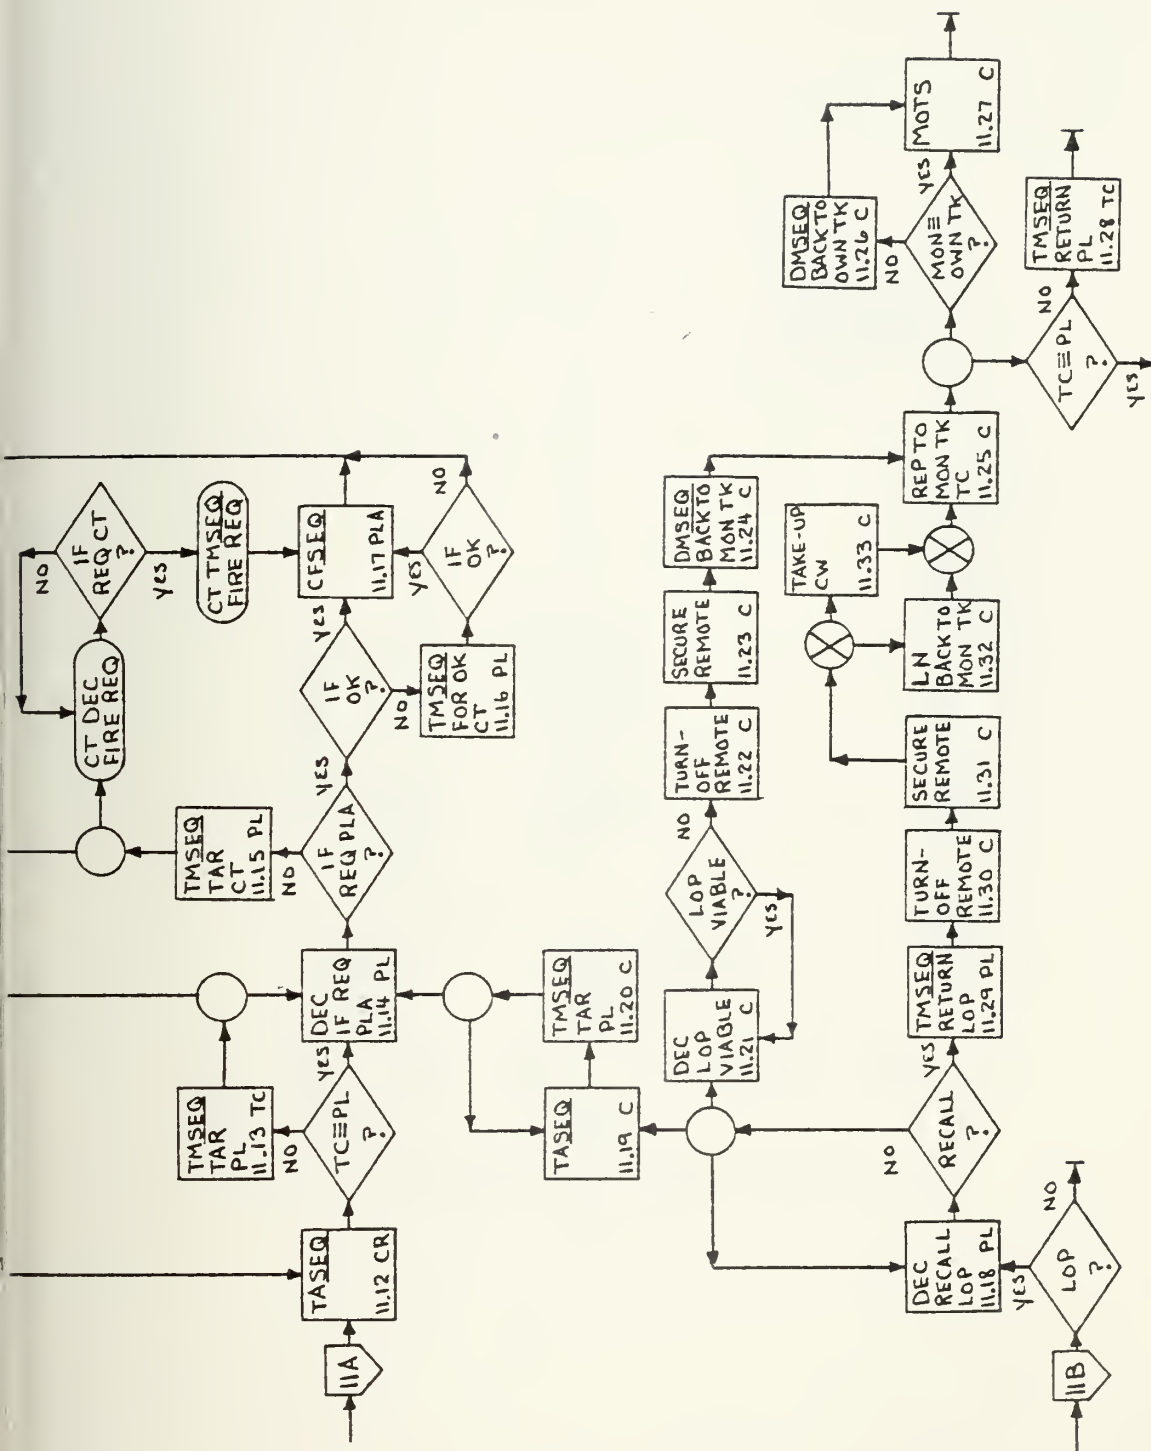 IF
REQ CT
?
NO
YES
CT DEC
FIRE REQ
CT TMSEQ
FIRE REQ
TMSEQ
TAR
CT
11.15 PL
NO
IF
REQ PLA
?
YES
IF
OK
?
YES
NO
CFSEQ
11.17 PLA
TMSEQ
FOR OK
CT
11.16 PL
YES
IF
OK
?
NO
TMSEQ
TAR
PL
11.13 TC
NO
11A
TASEQ
11.12 CR
TC≡PL
?
YES
DEC
IF REQ
PLA
11.14 PL
TASEQ
11.19 C
TMSEQ
TAR
PL
11.20 C
DEC
LOP
VIABLE
11.21 C
LOP
VIABLE
?
NO
YES
TURN-
OFF
REMOTE
11.22 C
SECURE
REMOTE
11.23 C
DMSEQ
BACK TO
MON TK
11.24 C
11B
LOP
?
NO
YES
DEC
RECALL
LOP
11.18 PL
RECALL
?
NO
YES
TMSEQ
RETURN
LOP
11.29 PL
TURN-
OFF
REMOTE
11.30 C
SECURE
REMOTE
11.31 C
TAKE-UP
CW
11.33 C
LN
BACK TO
MON TK
11.32 C
REP TO
MON TK
TC
11.25 C
MON≡
OWN TK
?
NO
YES
DMSEQ
BACK TO
OWN TK
11.26 C
MOTS
11.27 C
TC≡PL
?
NO
YES
TMSEQ
RETURN
PL
11.28 TC